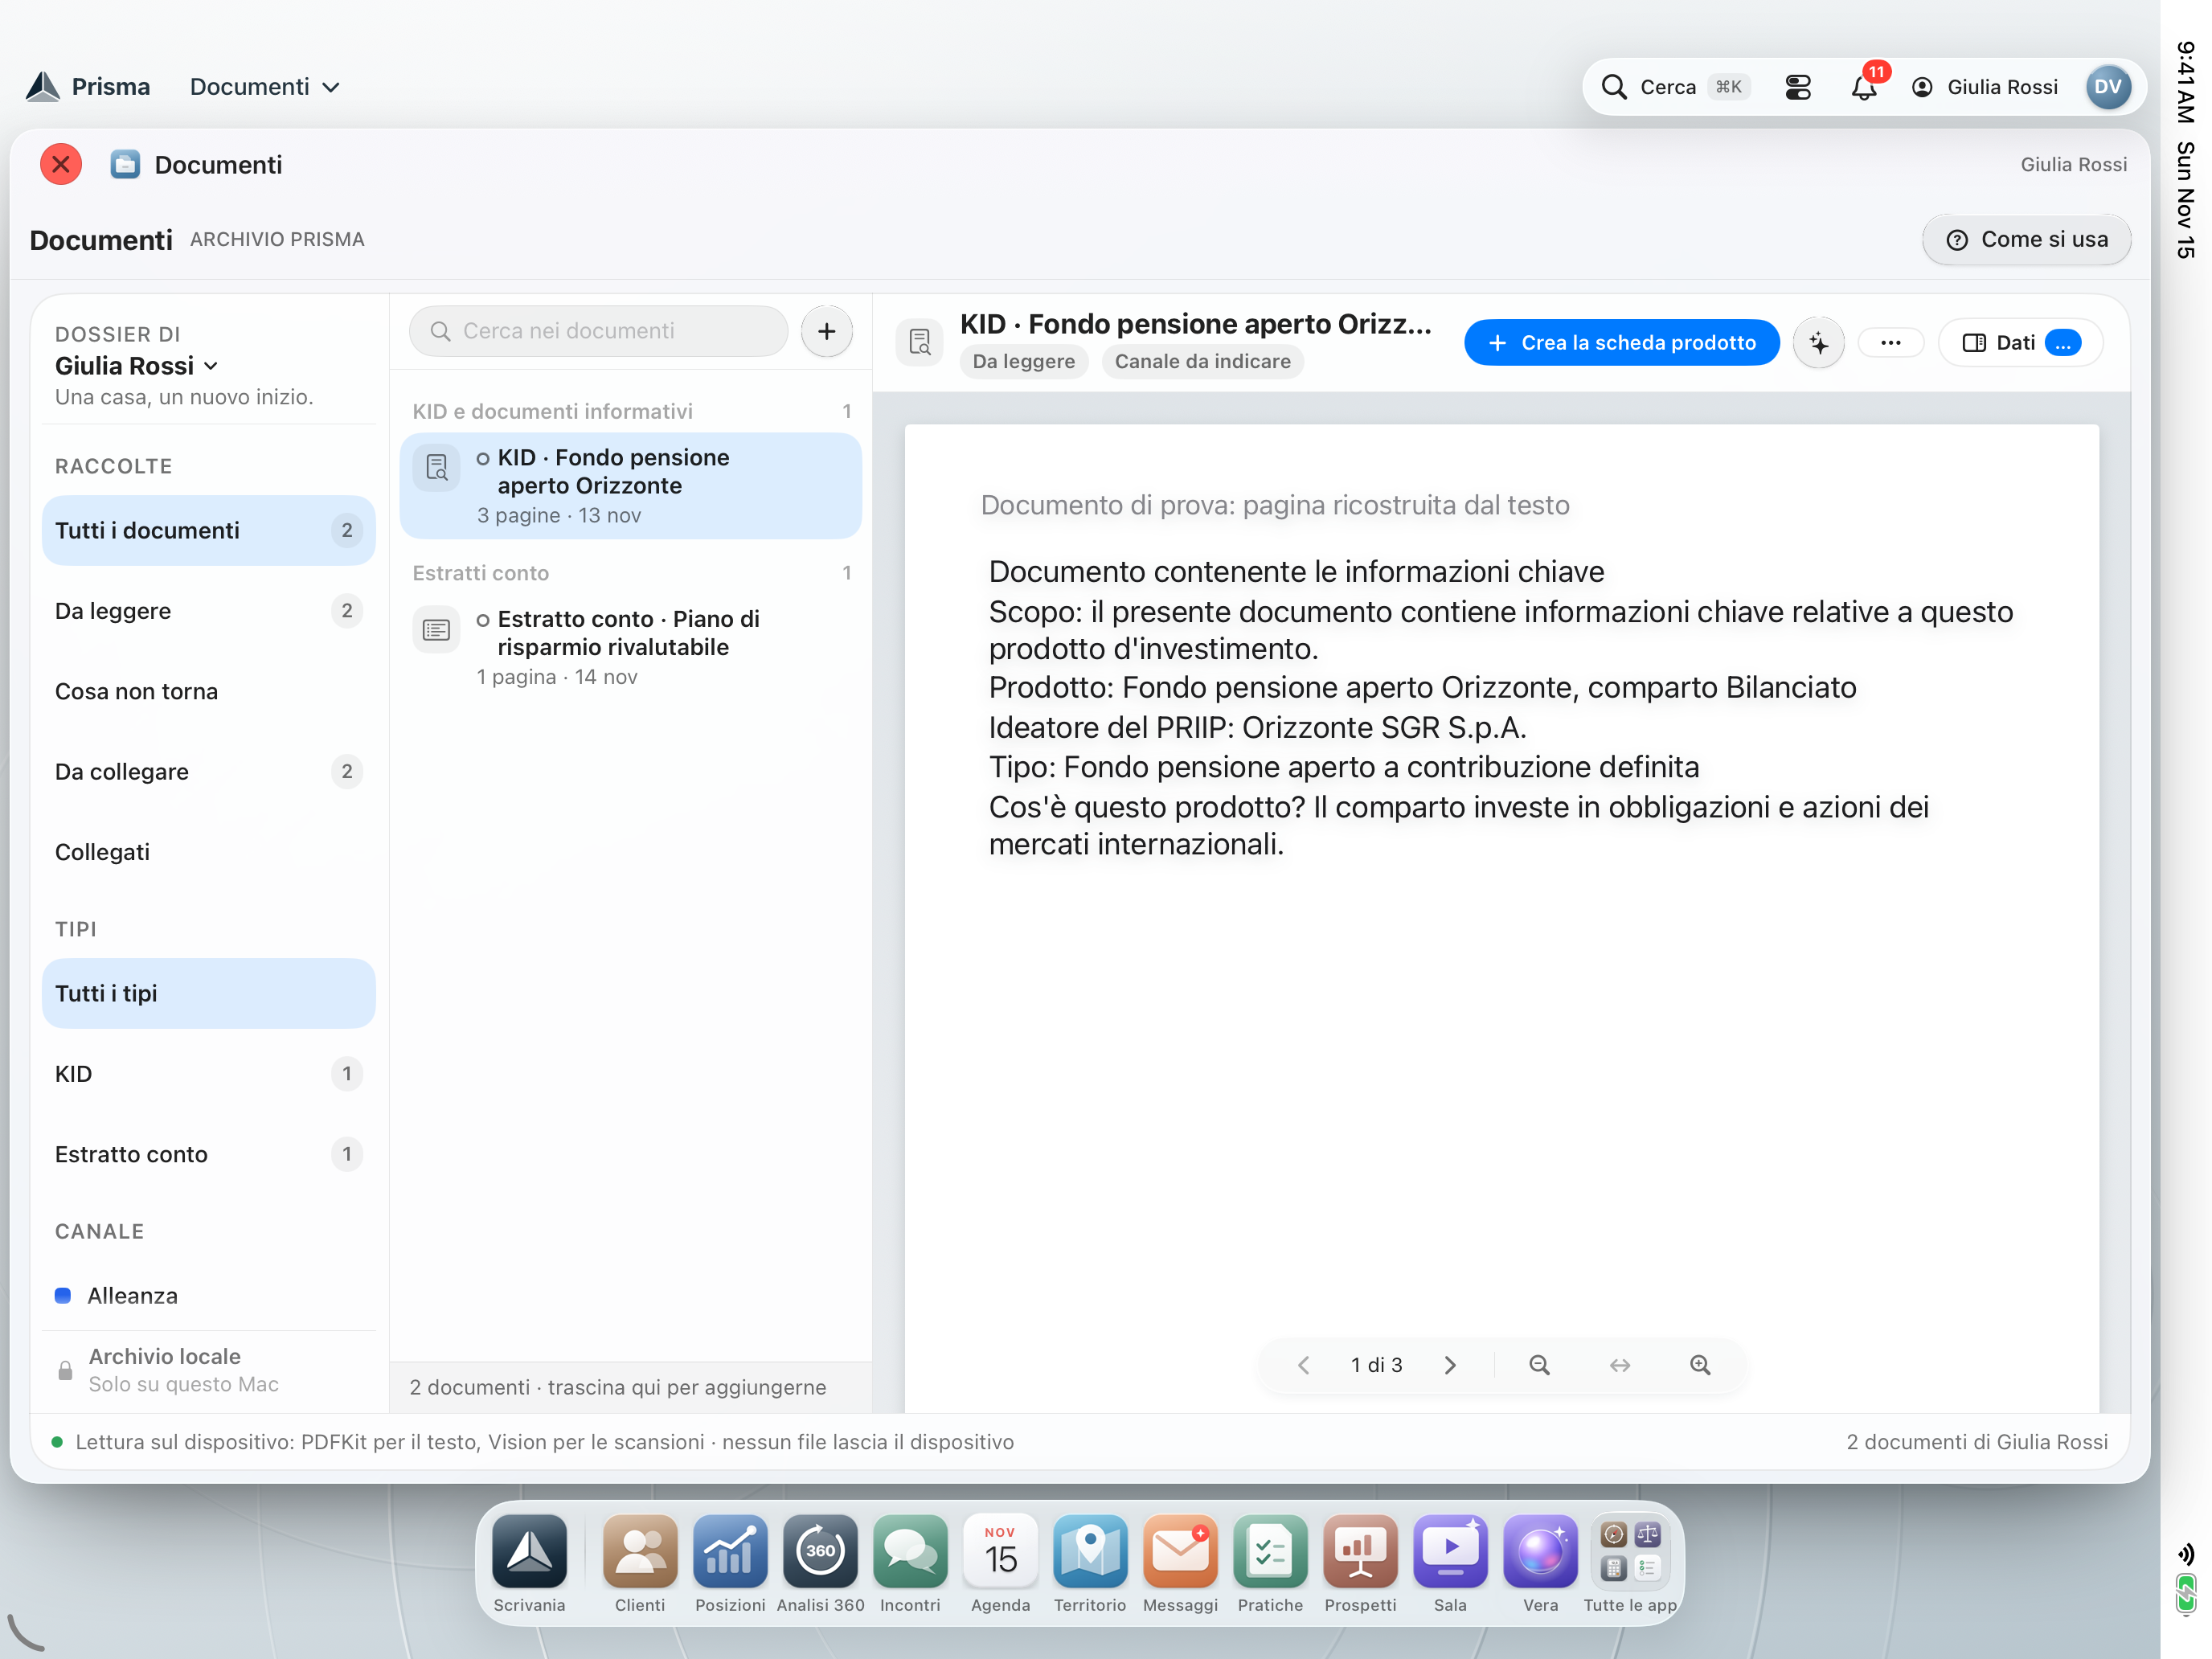 Prisma
Documenti
Cerca ⌘K
11
Giulia Rossi
DV
9:41 AM Sun Nov 15
Documenti
Giulia Rossi
Documenti ARCHIVIO PRISMA
Come si usa
DOSSIER DI
Giulia Rossi
Una casa, un nuovo inizio.
RACCOLTE
Tutti i documenti 2
Da leggere 2
Cosa non torna
Da collegare 2
Collegati
TIPI
Tutti i tipi
KID 1
Estratto conto 1
CANALE
Alleanza
Archivio locale
Solo su questo Mac
Cerca nei documenti
KID e documenti informativi 1
KID · Fondo pensione
aperto Orizzonte
3 pagine · 13 nov
Estratti conto 1
Estratto conto · Piano di
risparmio rivalutabile
1 pagina · 14 nov
2 documenti · trascina qui per aggiungerne
KID · Fondo pensione aperto Orizz...
Da leggere
Canale da indicare
Crea la scheda prodotto
Dati ...
Documento di prova: pagina ricostruita dal testo
Documento contenente le informazioni chiave
Scopo: il presente documento contiene informazioni chiave relative a questo
prodotto d'investimento.
Prodotto: Fondo pensione aperto Orizzonte, comparto Bilanciato
Ideatore del PRIIP: Orizzonte SGR S.p.A.
Tipo: Fondo pensione aperto a contribuzione definita
Cos'è questo prodotto? Il comparto investe in obbligazioni e azioni dei
mercati internazionali.
1 di 3
Lettura sul dispositivo: PDFKit per il testo, Vision per le scansioni · nessun file lascia il dispositivo
2 documenti di Giulia Rossi
360
NOV
15
Scrivania
Clienti
Posizioni
Analisi 360
Incontri
Agenda
Territorio
Messaggi
Pratiche
Prospetti
Sala
Vera
Tutte le app